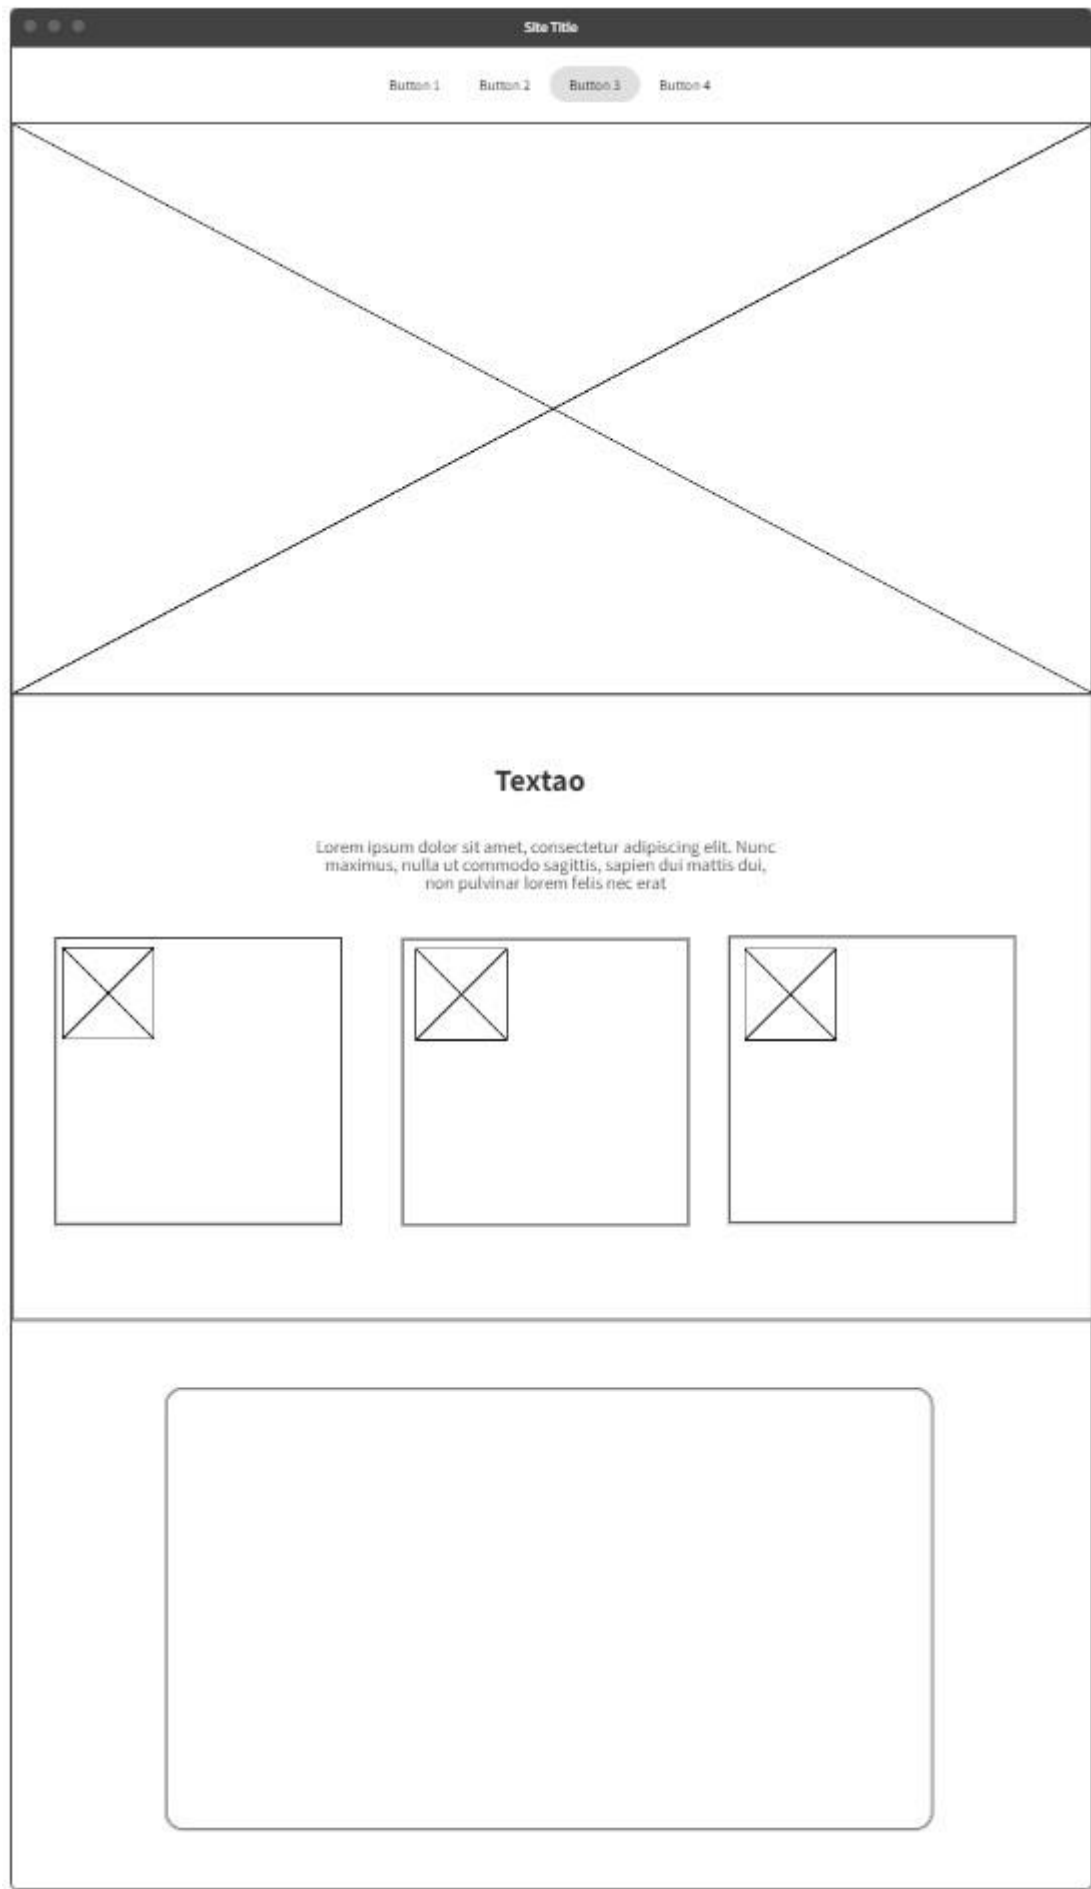 Site Title
Button 1 Button 2 Button 3 Button 4
Textao
Lorem ipsum dolor sit amet, consectetur adipiscing elit. Nunc
maximus, nulla ut commodo sagittis, sapien dui mattis dui,
non pulvinar lorem felis nec erat